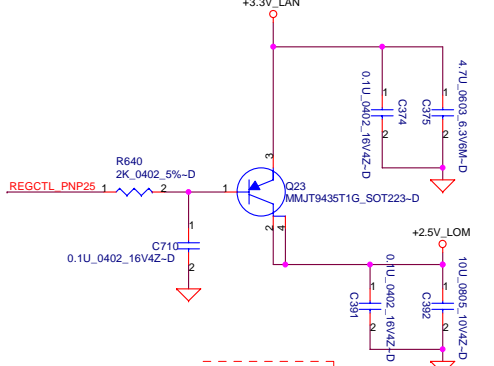 +3.3V_LAN
0.1U_0402_16V4Z~D
1
2
C374
1
2
C375
4.7U_0603_6.3V6M~D
R640
2K_0402_5%~D
REGCTL_PNP25
1
2
1
3
Q23
MMJT9435T1G_SOT223~D
2
4
1
C710
0.1U_0402_16V4Z~D
2
+2.5V_LOM
1
2
C391
0.1U_0402_16V4Z~D
1
2
C392
10U_0805_10V4Z~D